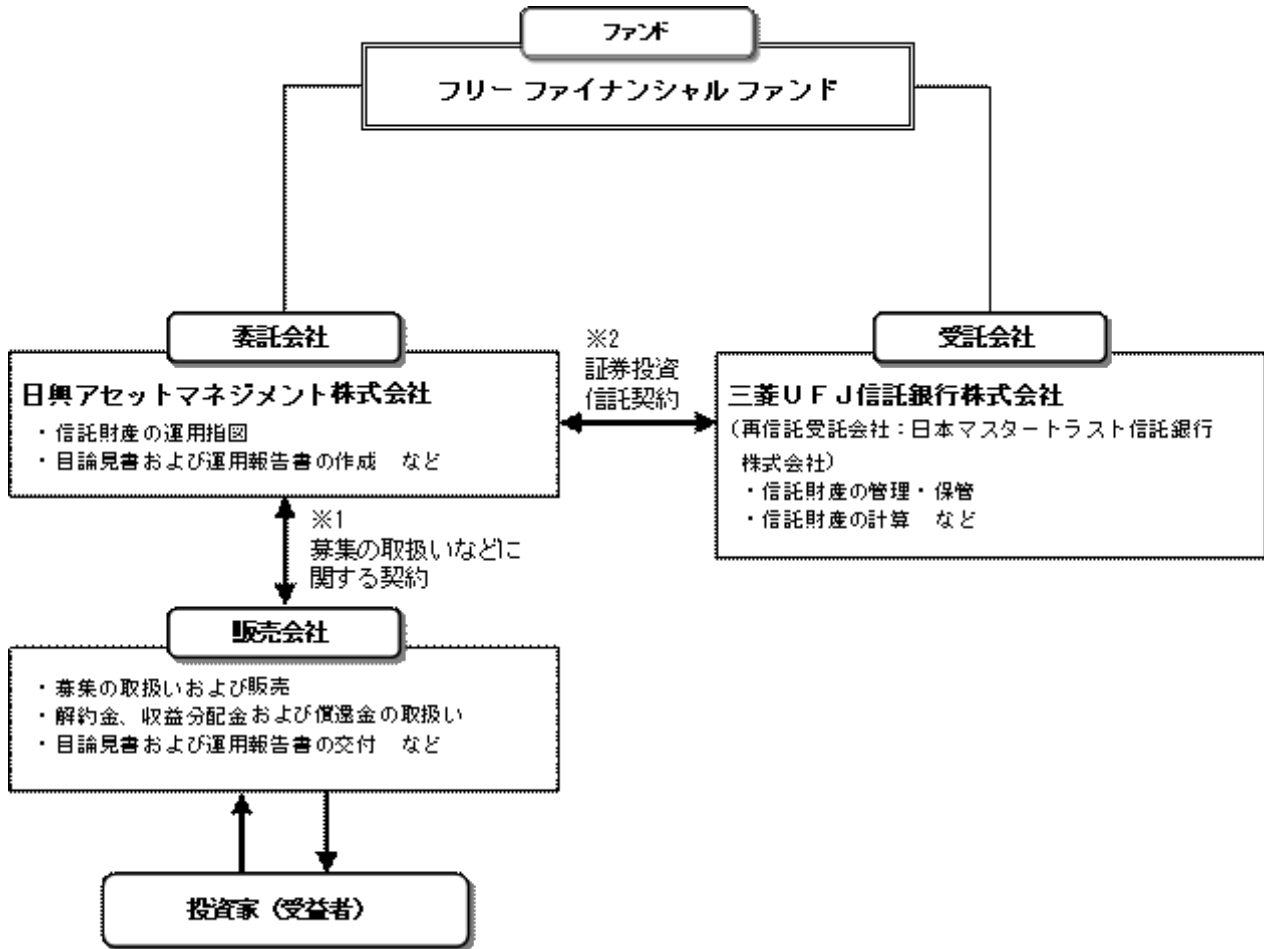 ファンド
フリー ファイナンシャル ファンド
委託会社
日興アセットマネジメント株式会社
・信託財産の運用指図
・目論見書および運用報告書の作成　など
※2
証券投資
信託契約
受託会社
三菱ＵＦＪ信託銀行株式会社
（再信託受託会社：日本マスタートラスト信託銀行
株式会社）
・信託財産の管理・保管
・信託財産の計算　など
※1
募集の取扱いなどに
関する契約
販売会社
・募集の取扱いおよび販売
・解約金、収益分配金および償還金の取扱い
・目論見書および運用報告書の交付　など
投資家（受益者）